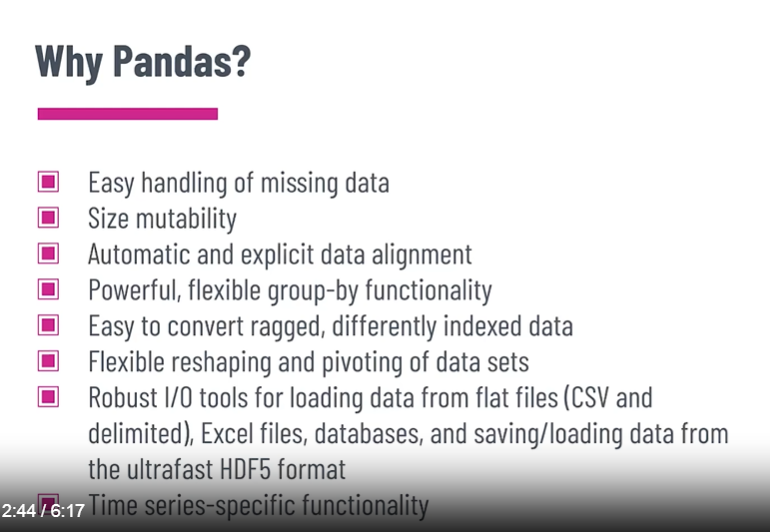 Why Pandas?
Easy handling of missing data
Size mutability
Automatic and explicit data alignment
Powerful, flexible group-by functionality
Easy to convert ragged, differently indexed data
Flexible reshaping and pivoting of data sets
Robust I/O tools for loading data from flat files (CSV and
delimited), Excel files, databases, and saving/loading data from
the ultrafast HDF5 format
Time series-specific functionality
2:44 / 6:17